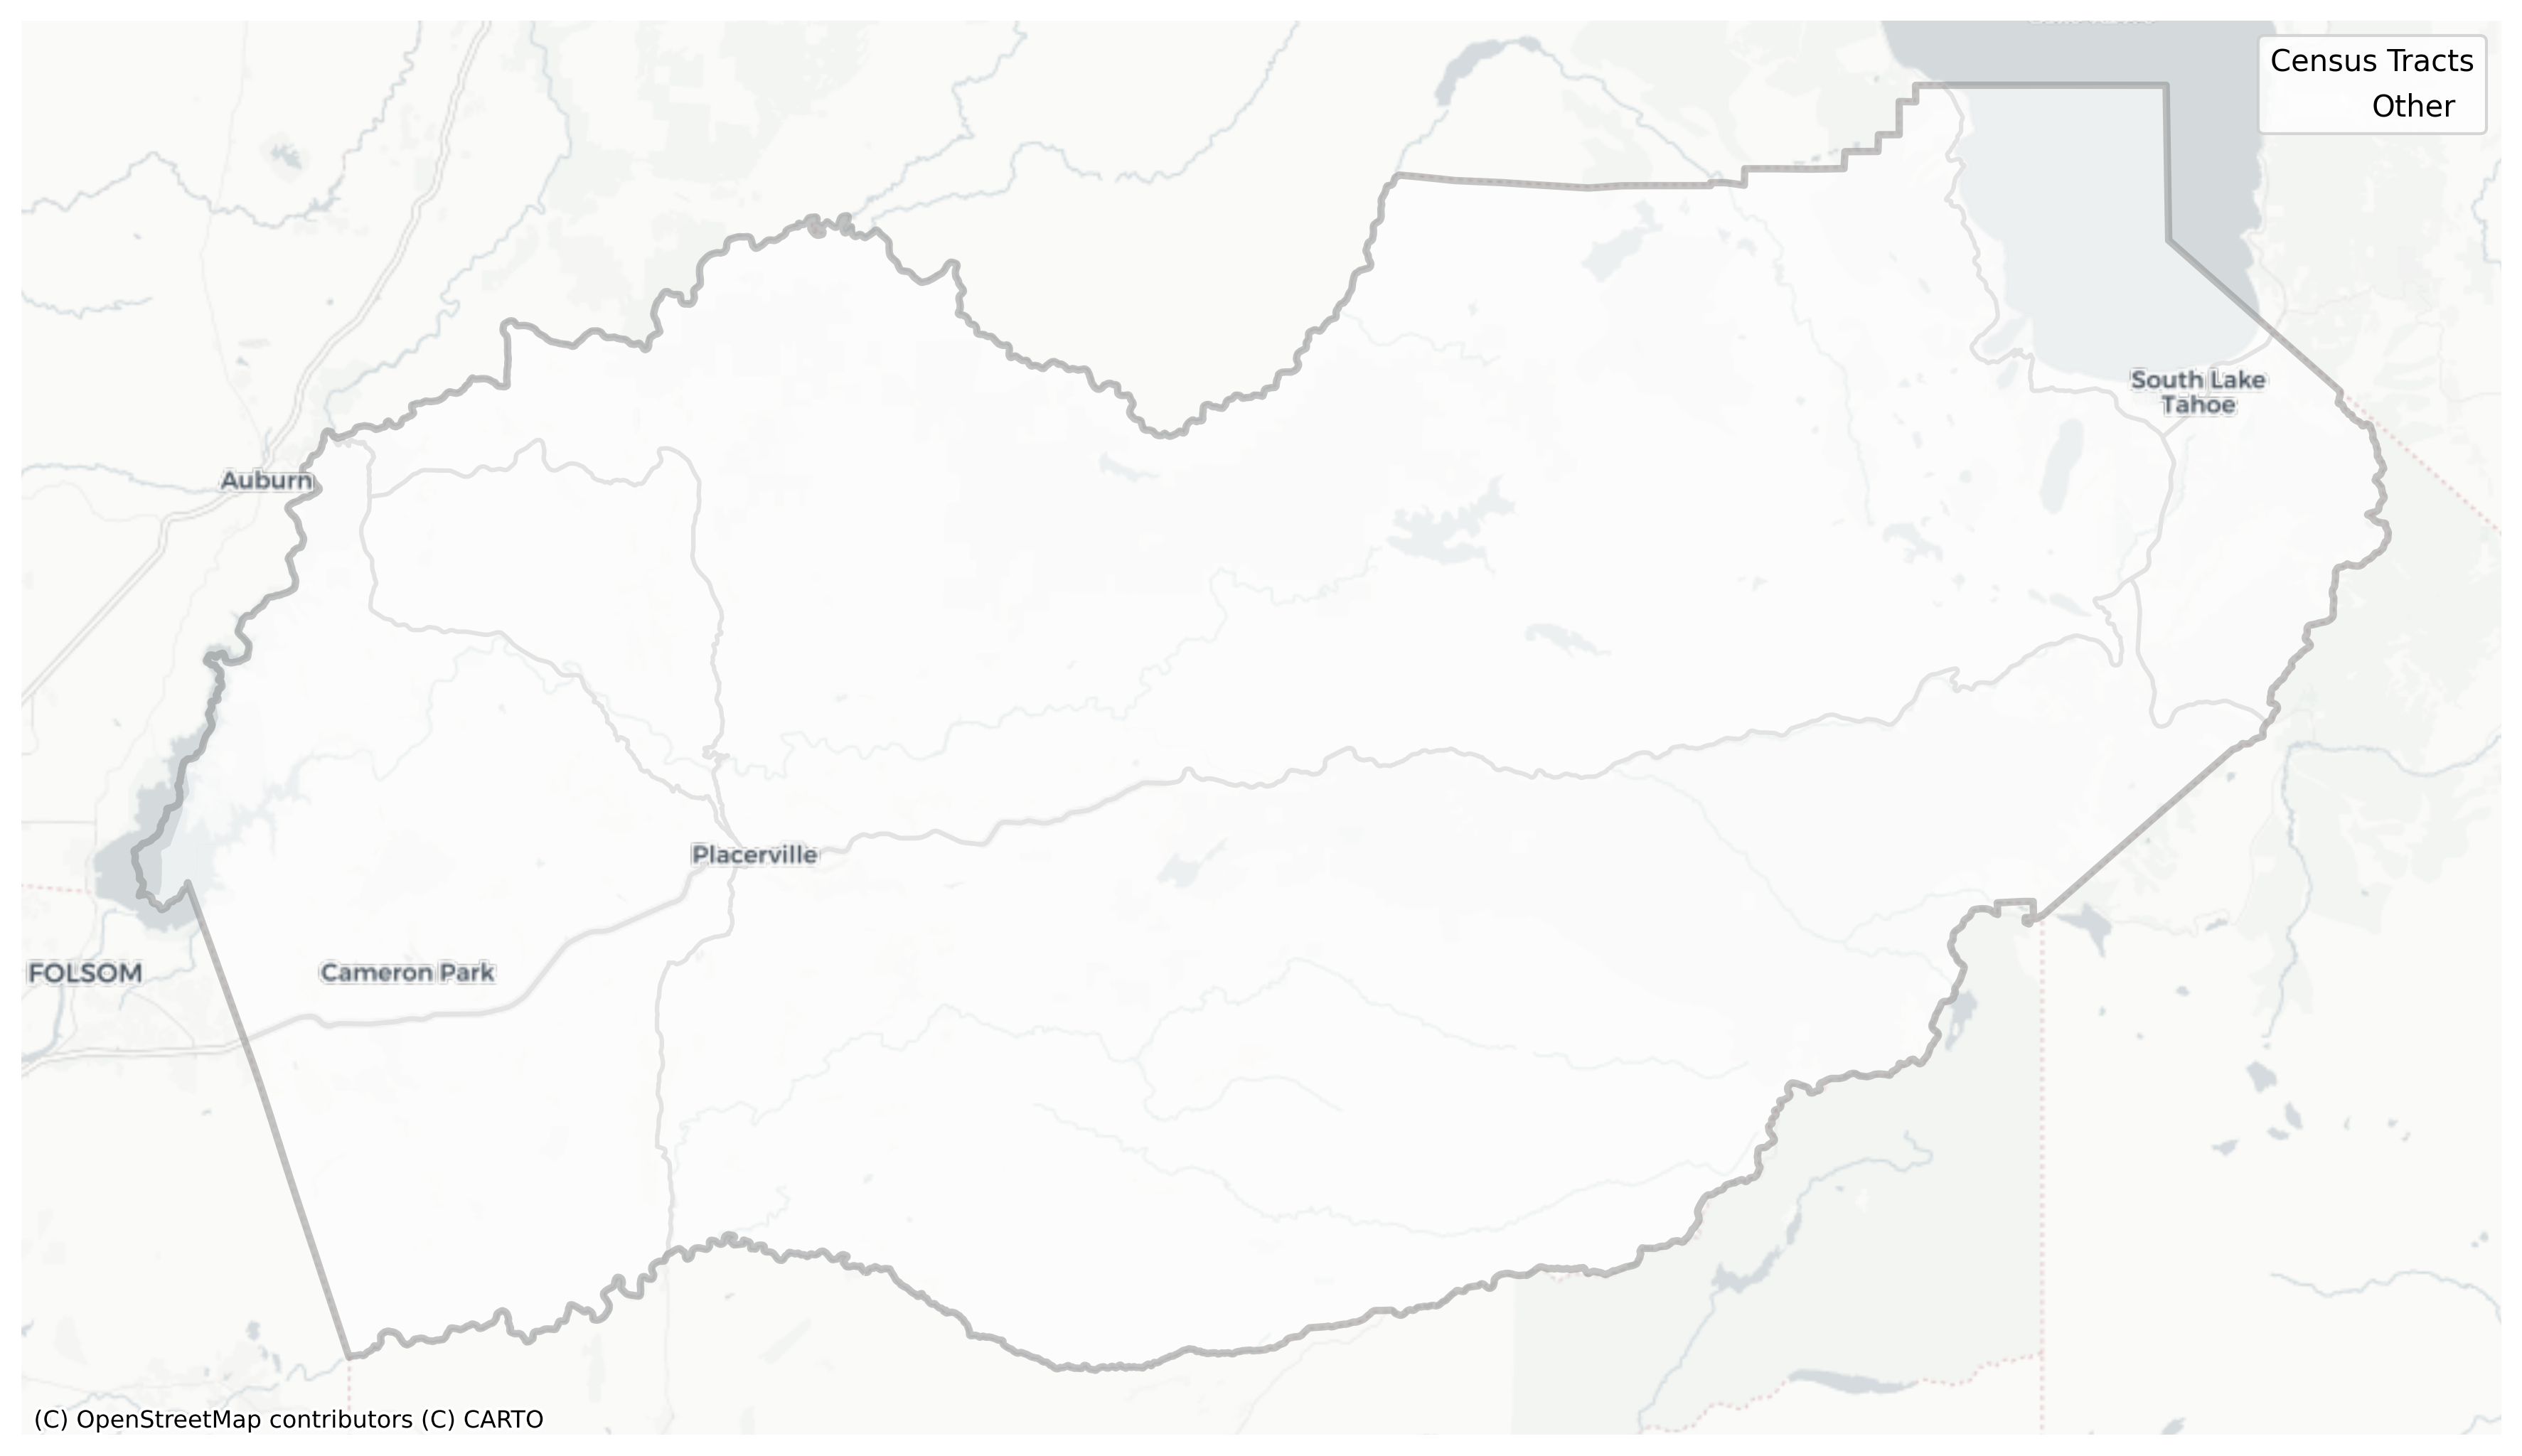 Census Tracts
Other
South Lake
Tahoe
Auburn
Placerville
FOLSOM
Cameron Park
(C) OpenStreetMap contributors (C) CARTO